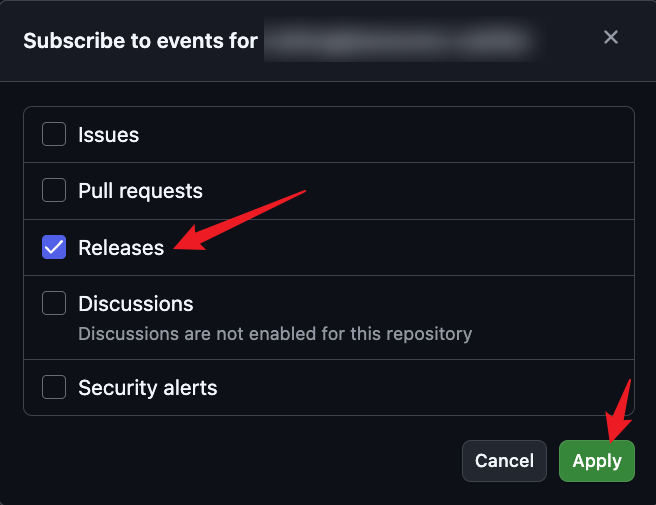 Subscribe to events for
Issues
Pull requests
Releases
Discussions
Discussions are not enabled for this repository
Security alerts
Cancel
Apply